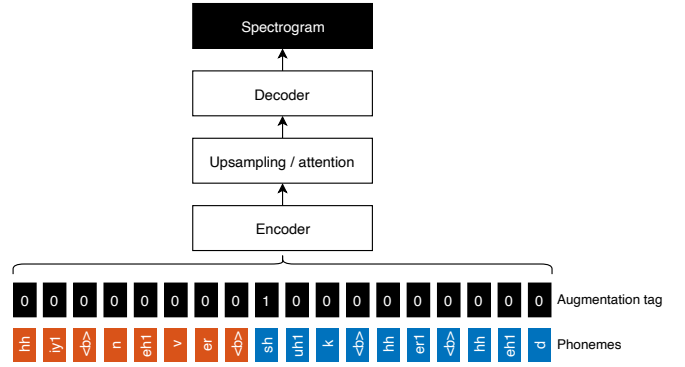 Spectrogram
Decoder
Upsampling / attention
Encoder
0 0 0 0 0 0 0 0 1 0 0 0 0 0 0 0 0 0 Augmentation tag
hh iy1 <b> n eh1 v er <b> sh uh1 k <b> hh er1 <b> hh eh1 d Phonemes